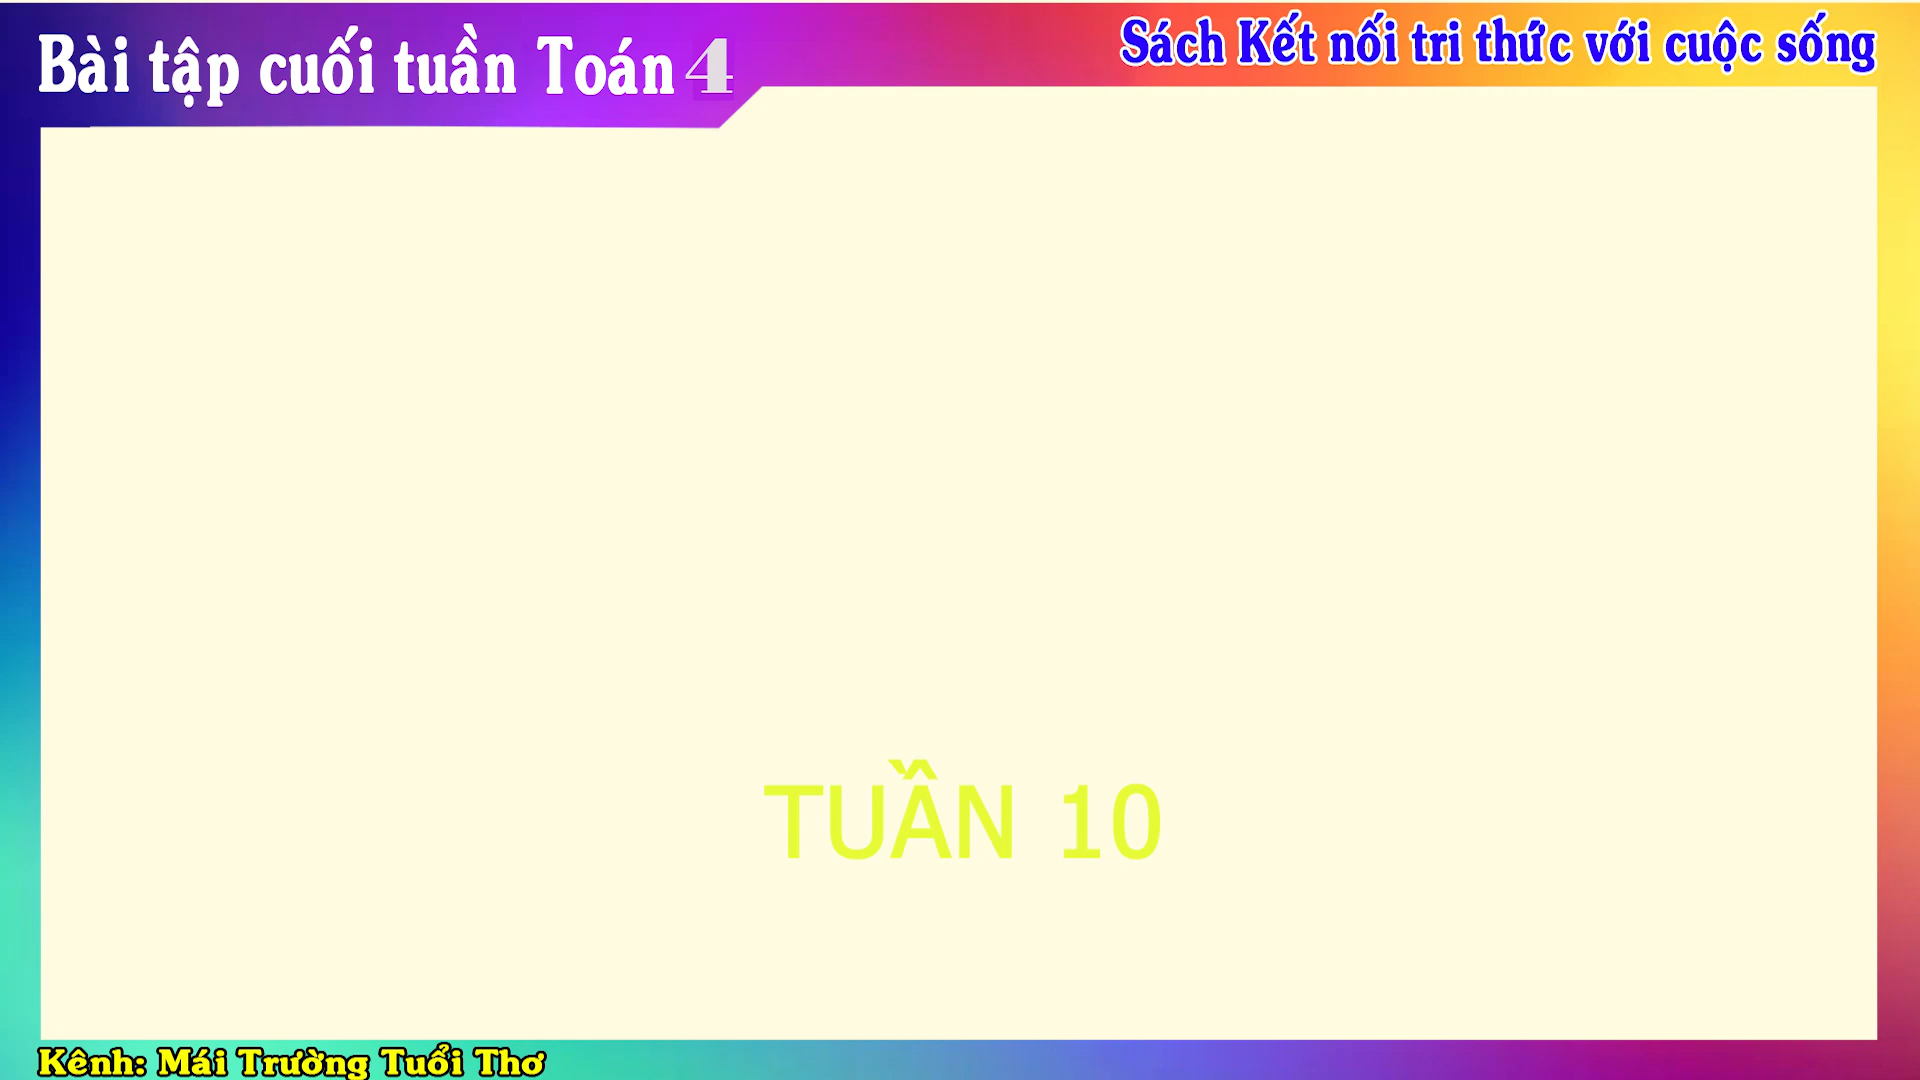 Bài tập cuối tuần Toán 4
Sách Kết nối tri thức với cuộc sống
TUẦN 10
Kênh: Mái Trường Tuổi Thơ